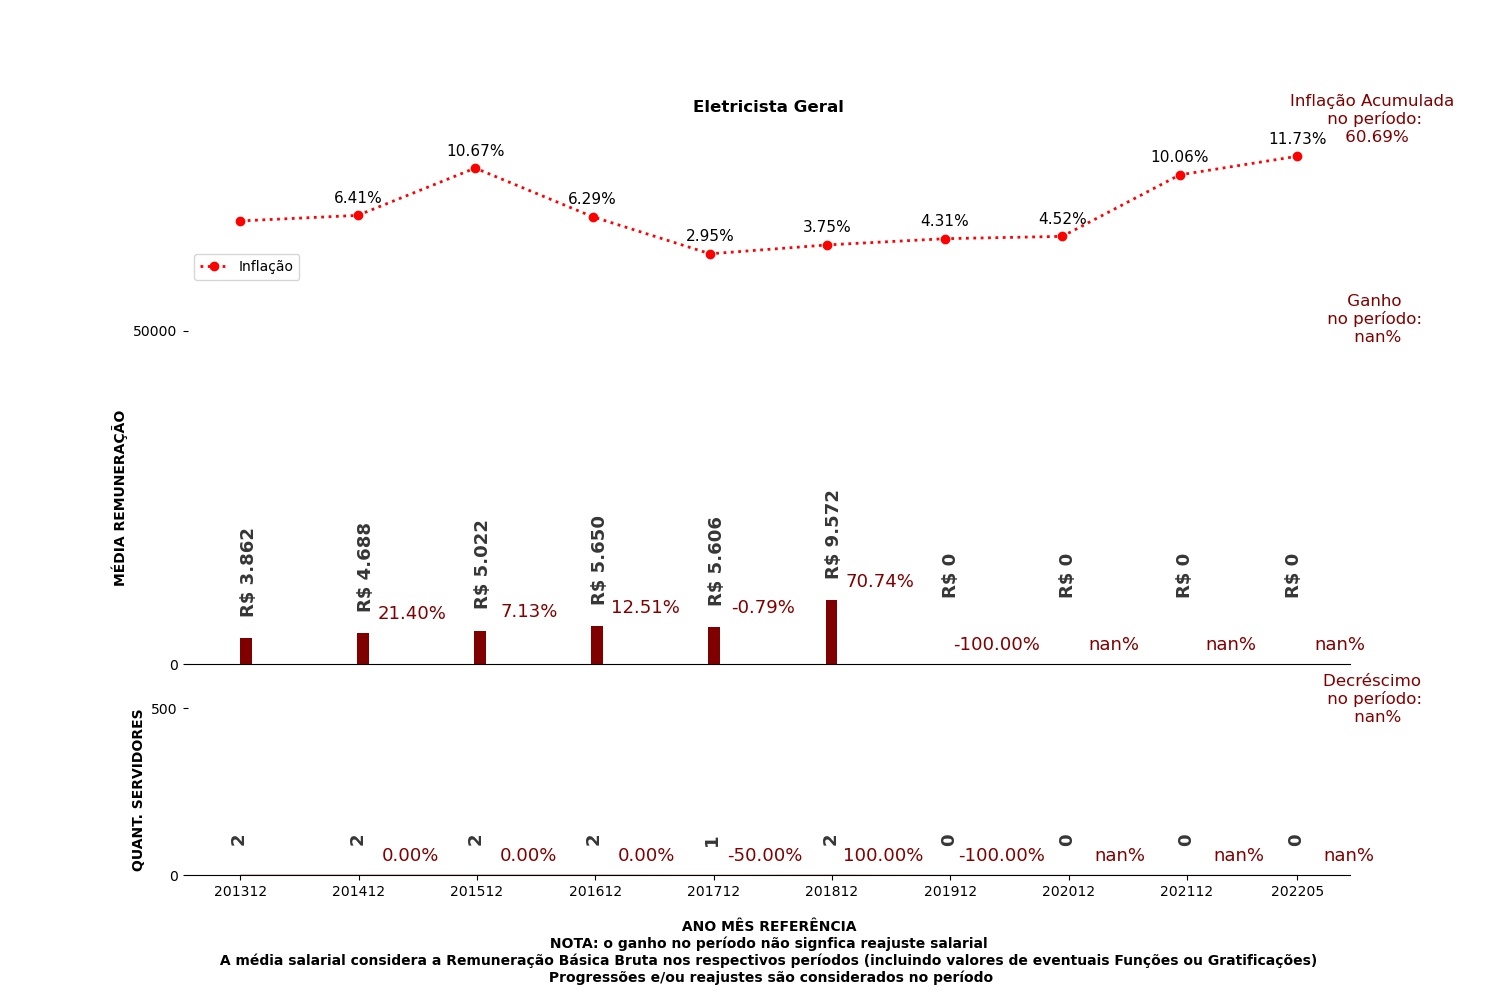 Eletricista Geral
Inflação Acumulada
no período:
60.69%
6.41%
10.67%
6.29%
2.95%
3.75%
4.31%
4.52%
10.06%
11.73%
Inflação
Ganho
no período:
nan%
50000
0
MÉDIA REMUNERAÇÃO
R$ 3.862
R$ 4.688
R$ 5.022
R$ 5.650
R$ 5.606
R$ 9.572
R$ 0
R$ 0
R$ 0
R$ 0
21.40%
7.13%
12.51%
-0.79%
70.74%
-100.00%
nan%
nan%
nan%
Decréscimo
no período:
nan%
500
0
QUANT. SERVIDORES
2
2
2
2
1
2
0
0
0
0
0.00%
0.00%
0.00%
-50.00%
100.00%
-100.00%
nan%
nan%
nan%
201312
201412
201512
201612
201712
201812
201912
202012
202112
202205
ANO MÊS REFERÊNCIA
NOTA: o ganho no período não signfica reajuste salarial
A média salarial considera a Remuneração Básica Bruta nos respectivos períodos (incluindo valores de eventuais Funções ou Gratificações)
Progressões e/ou reajustes são considerados no período